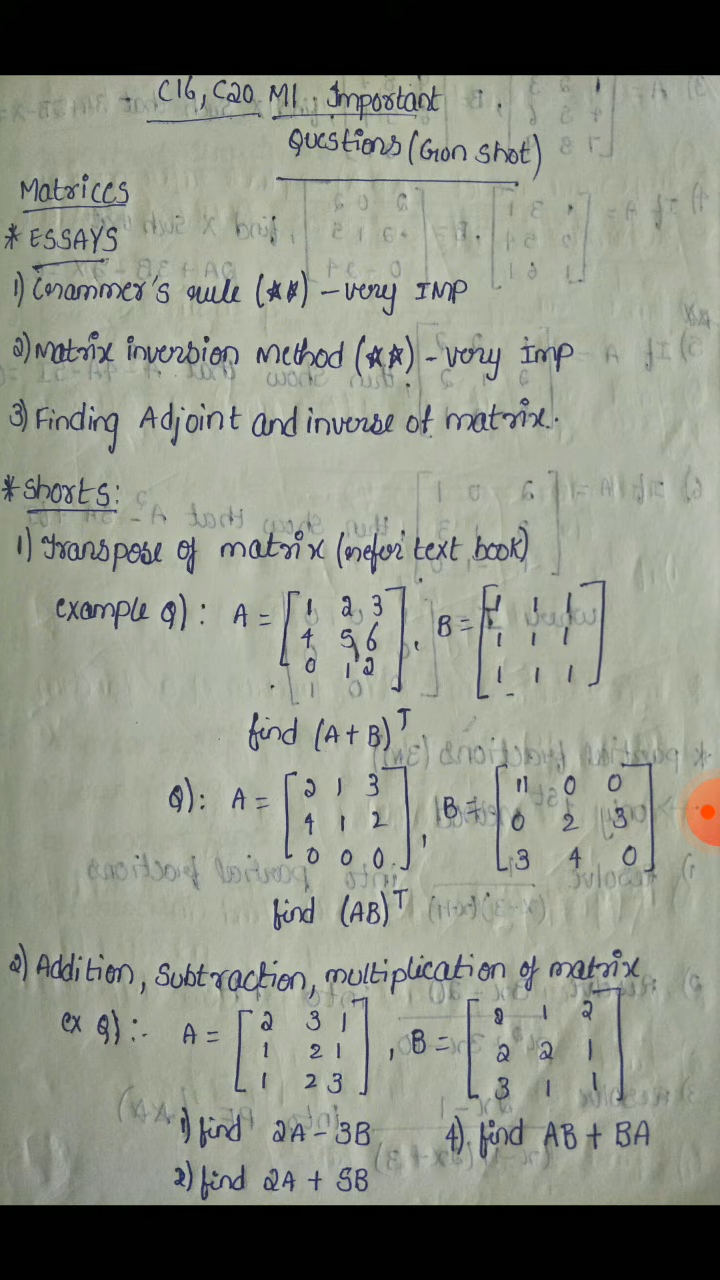 C16, C20 M1 Important
Questions (Gon shot)
Matrices
* ESSAYS
1) Crammer's rule (**) - very IMP
2) Matrix inversion Method (**) - very Imp
3) Finding Adjoint and inverse of matrix.
* Shorts:
1) Transpose of matrix (refer text book)
example Q): A = [1 2 3 / 4 5 6 / 0 1 2], B = [1 1 1 / 1 1 1 / 1 1 1]
find (A+B)ᵀ
Q): A = [2 1 3 / 4 1 2 / 0 0 0], B = [11 0 0 / 0 2 3 / 3 4 0]
find (AB)ᵀ
2) Addition, Subtraction, multiplication of matrix
ex Q) :- A = [2 3 1 / 1 2 1 / 1 2 3], B = [2 1 2 / 2 2 1 / 3 1 1]
1) find 2A - 3B 4) find AB + BA
2) find 2A + 5B